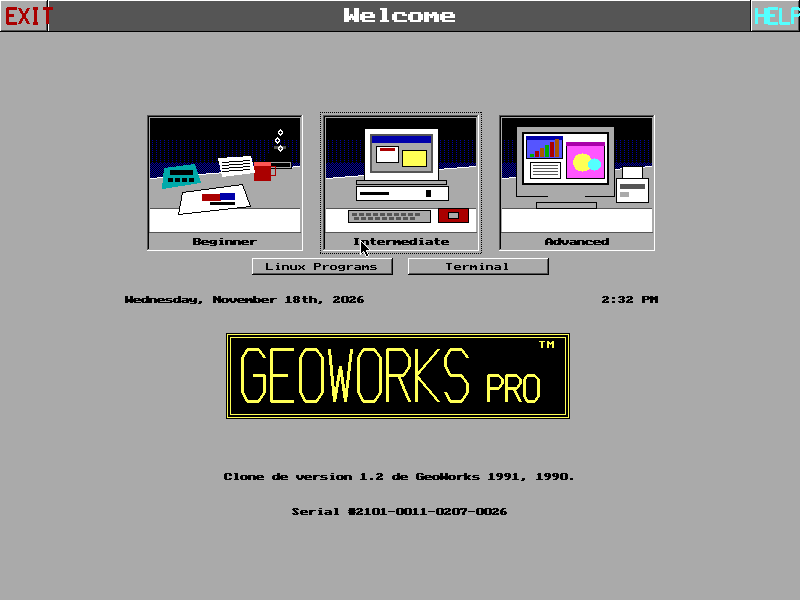 EXIT Welcome HELP
Beginner Intermediate Advanced
Linux Programs Terminal
Wednesday, November 18th, 2026 2:32 PM
GEOWORKS PRO TM
Clone de version 1.2 de GeoWorks 1991, 1990.
Serial #2101-0011-0207-0026